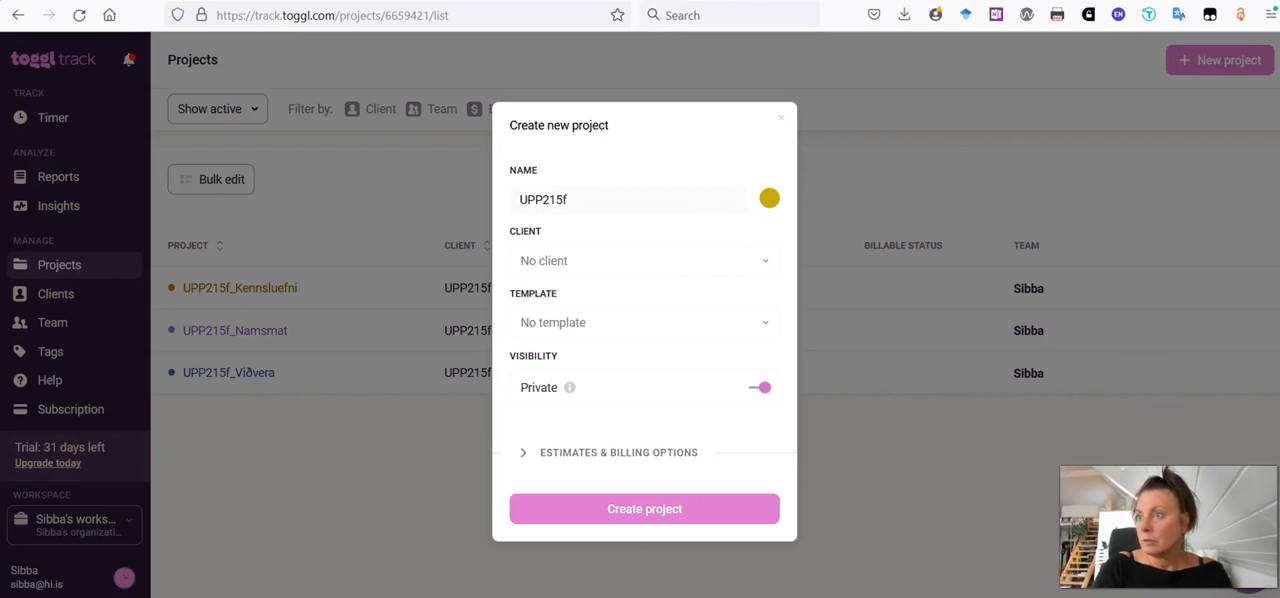 https://track.toggl.com/projects/6659421/list
Search
EN
toggl track
TRACK
Timer
ANALYZE
Reports
Insights
MANAGE
Projects
Clients
Team
Tags
Help
Subscription
Trial: 31 days left
Upgrade today
WORKSPACE
Sibba's works...
Sibba's organizati...
Sibba
sibba@hi.is
Projects
+ New project
Show active
Filter by:
Client
Team
$
Bulk edit
PROJECT
CLIENT
BILLABLE STATUS
TEAM
UPP215f_Kennsluefni
UPP215f
Sibba
UPP215f_Namsmat
UPP215f
Sibba
UPP215f_Viðvera
UPP215f
Sibba
Create new project
×
NAME
UPP215f
CLIENT
No client
TEMPLATE
No template
VISIBILITY
Private
ESTIMATES & BILLING OPTIONS
Create project